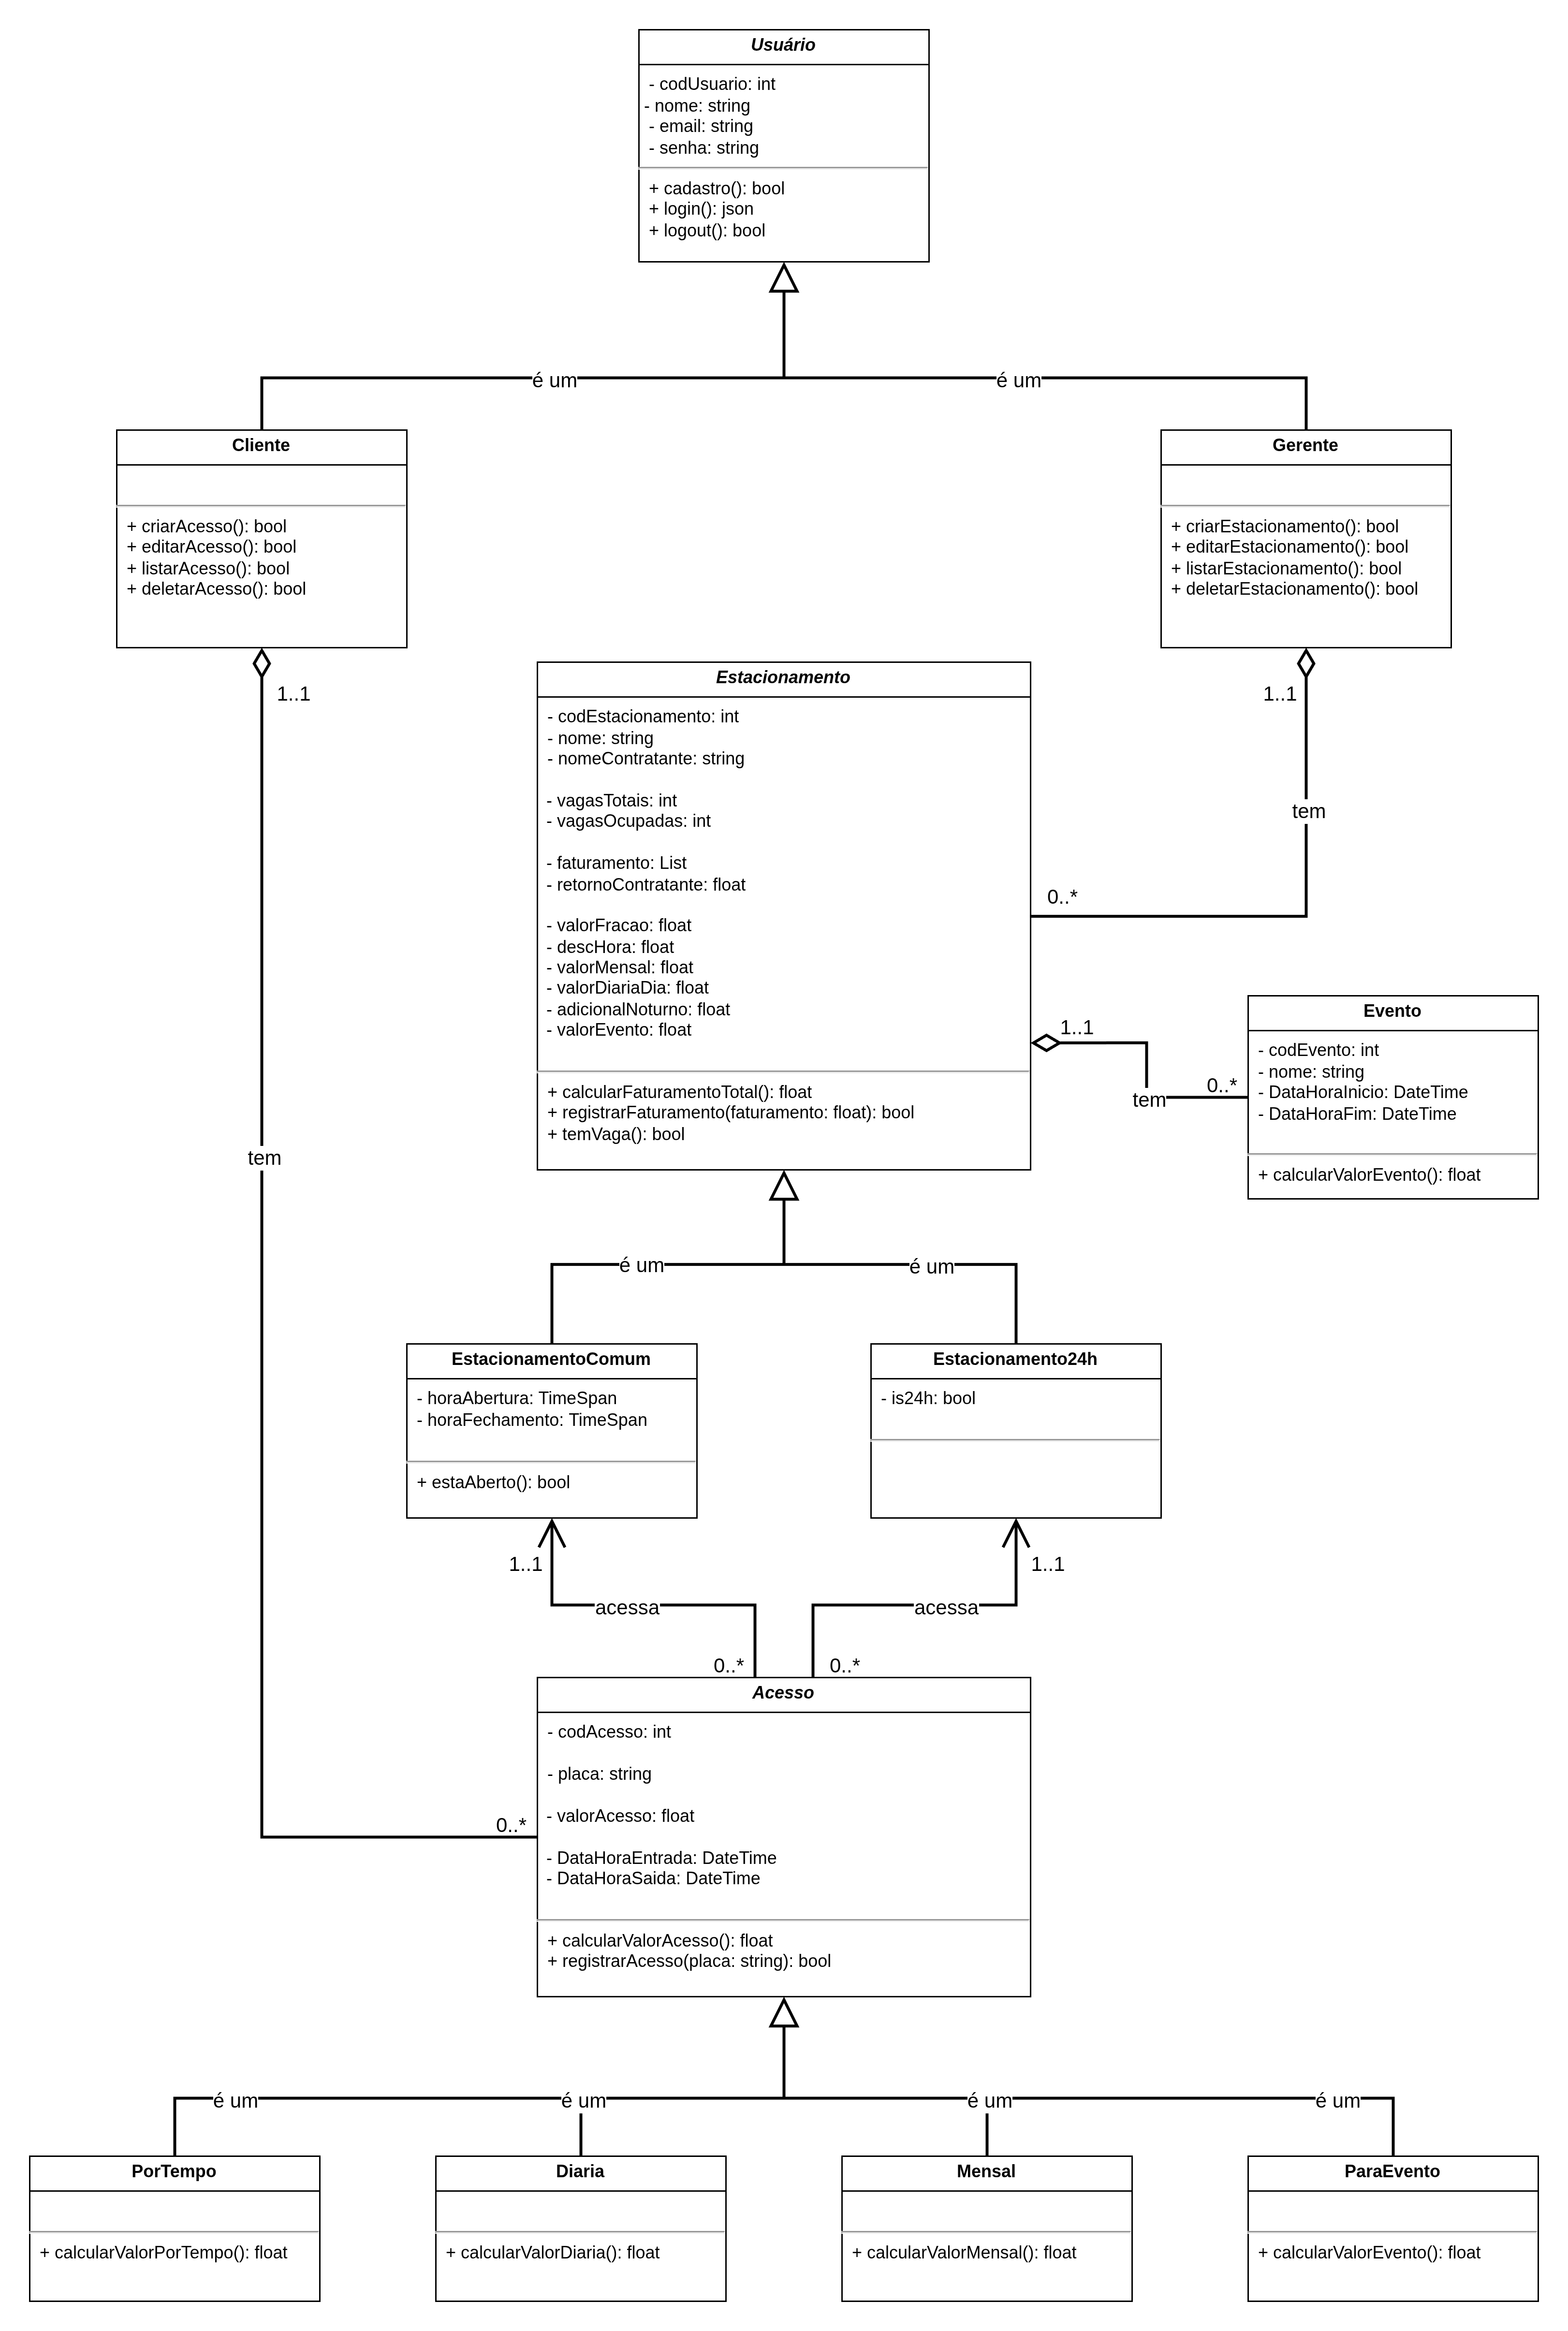 Usuário
- codUsuario: int
- nome: string
- email: string
- senha: string
+ cadastro(): bool
+ login(): json
+ logout(): bool
é um
é um
Cliente
+ criarAcesso(): bool
+ editarAcesso(): bool
+ listarAcesso(): bool
+ deletarAcesso(): bool
Gerente
+ criarEstacionamento(): bool
+ editarEstacionamento(): bool
+ listarEstacionamento(): bool
+ deletarEstacionamento(): bool
1..1
1..1
Estacionamento
- codEstacionamento: int
- nome: string
- nomeContratante: string
- vagasTotais: int
- vagasOcupadas: int
- faturamento: List
- retornoContratante: float
- valorFracao: float
- descHora: float
- valorMensal: float
- valorDiariaDia: float
- adicionalNoturno: float
- valorEvento: float
+ calcularFaturamentoTotal(): float
+ registrarFaturamento(faturamento: float): bool
+ temVaga(): bool
tem
0..*
1..1
tem
0..*
Evento
- codEvento: int
- nome: string
- DataHoraInicio: DateTime
- DataHoraFim: DateTime
+ calcularValorEvento(): float
tem
é um
é um
EstacionamentoComum
- horaAbertura: TimeSpan
- horaFechamento: TimeSpan
+ estaAberto(): bool
Estacionamento24h
- is24h: bool
1..1
1..1
acessa
acessa
0..*
0..*
Acesso
- codAcesso: int
- placa: string
- valorAcesso: float
- DataHoraEntrada: DateTime
- DataHoraSaida: DateTime
+ calcularValorAcesso(): float
+ registrarAcesso(placa: string): bool
0..*
é um
é um
é um
é um
PorTempo
+ calcularValorPorTempo(): float
Diaria
+ calcularValorDiaria(): float
Mensal
+ calcularValorMensal(): float
ParaEvento
+ calcularValorEvento(): float